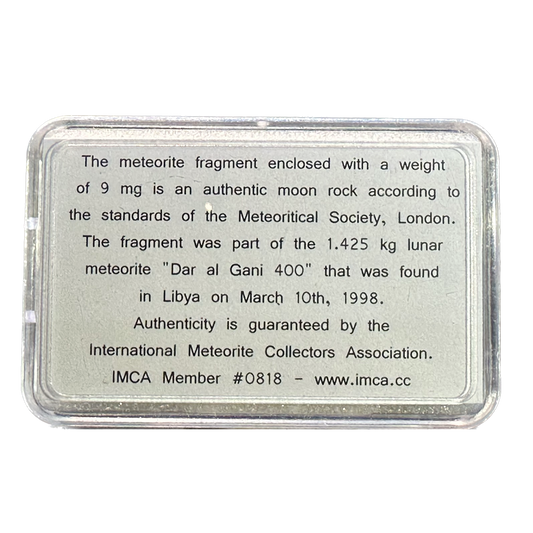 The meteorite fragment enclosed with a weight
of 9 mg is an authentic moon rock according to
the standards of the Meteoritical Society, London.
The fragment was part of the 1.425 kg lunar
meteorite "Dar al Gani 400" that was found
in Libya on March 10th, 1998.
Authenticity is guaranteed by the
International Meteorite Collectors Association.
IMCA Member #0818 - www.imca.cc